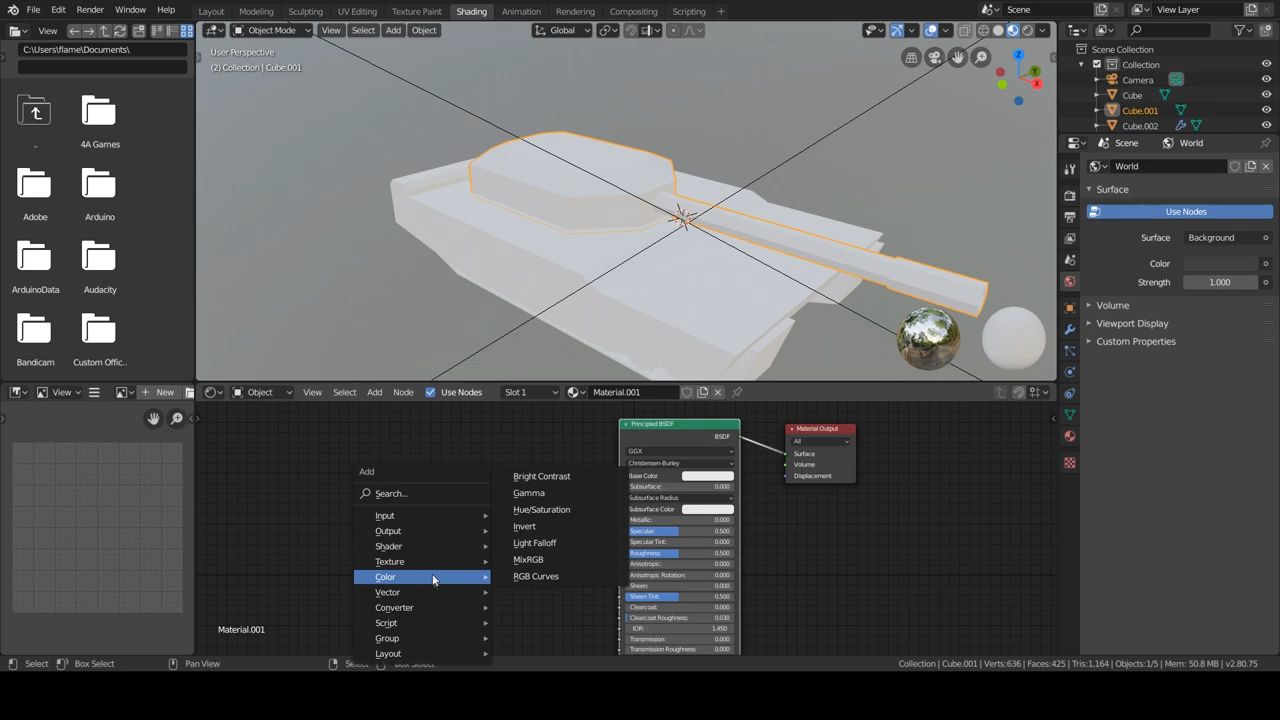 File Edit Render Window Help
Layout Modeling Sculpting UV Editing Texture Paint Shading Animation Rendering Compositing Scripting +
Scene
View Layer
View
C:\Users\flame\Documents\
..
4A Games
Adobe
Arduino
ArduinoData
Audacity
Bandicam
Custom Offic..
Object Mode View Select Add Object
Global
User Perspective
(2) Collection | Cube.001
Z
Y
X
Scene Collection
Collection
Camera
Cube
Cube.001
Cube.002
Scene
World
World
Surface
Use Nodes
Surface Background
Color
Strength 1.000
Volume
Viewport Display
Custom Properties
View
New
Object View Select Add Node Use Nodes
Slot 1
Material.001
Add
Search...
Input
Output
Shader
Texture
Color
Vector
Converter
Script
Group
Layout
Bright Contrast
Gamma
Hue/Saturation
Invert
Light Falloff
MixRGB
RGB Curves
Principled BSDF
BSDF
GGX
Christensen-Burley
Base Color
Subsurface: 0.000
Subsurface Radius
Subsurface Color
Metallic: 0.000
Specular: 0.500
Specular Tint: 0.000
Roughness: 0.500
Anisotropic: 0.000
Anisotropic Rotation: 0.000
Sheen: 0.000
Sheen Tint: 0.500
Clearcoat: 0.000
Clearcoat Roughness: 0.030
IOR: 1.450
Transmission: 0.000
Transmission Roughness: 0.000
Material Output
All
Surface
Volume
Displacement
Material.001
Select Box Select Pan View Select Box Select
Collection | Cube.001 | Verts:636 | Faces:425 | Tris:1,164 | Objects:1/5 | Mem: 50.8 MB | v2.80.75